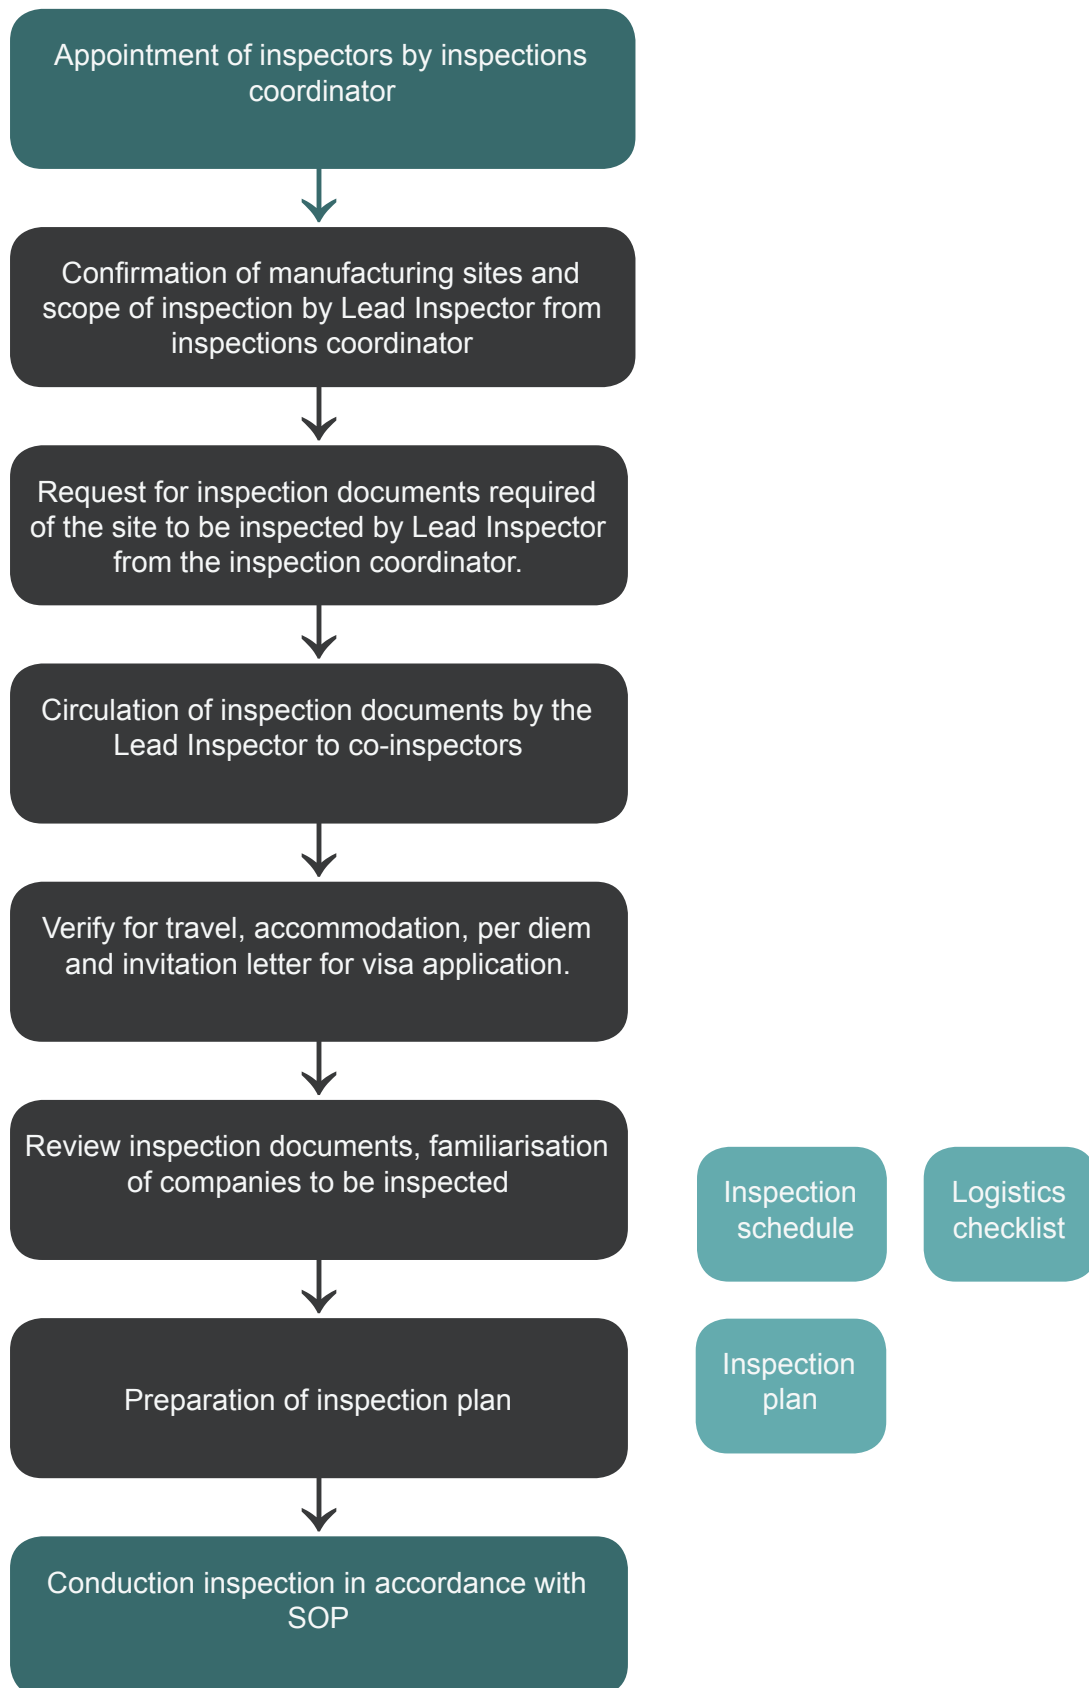 Appointment of inspectors by inspections
coordinator
Confirmation of manufacturing sites and
scope of inspection by Lead Inspector from
inspections coordinator
Request for inspection documents required
of the site to be inspected by Lead Inspector
from the inspection coordinator.
Circulation of inspection documents by the
Lead Inspector to co-inspectors
Verify for travel, accommodation, per diem
and invitation letter for visa application.
Review inspection documents, familiarisation
of companies to be inspected
Inspection
schedule
Logistics
checklist
Preparation of inspection plan
Inspection
plan
Conduction inspection in accordance with
SOP